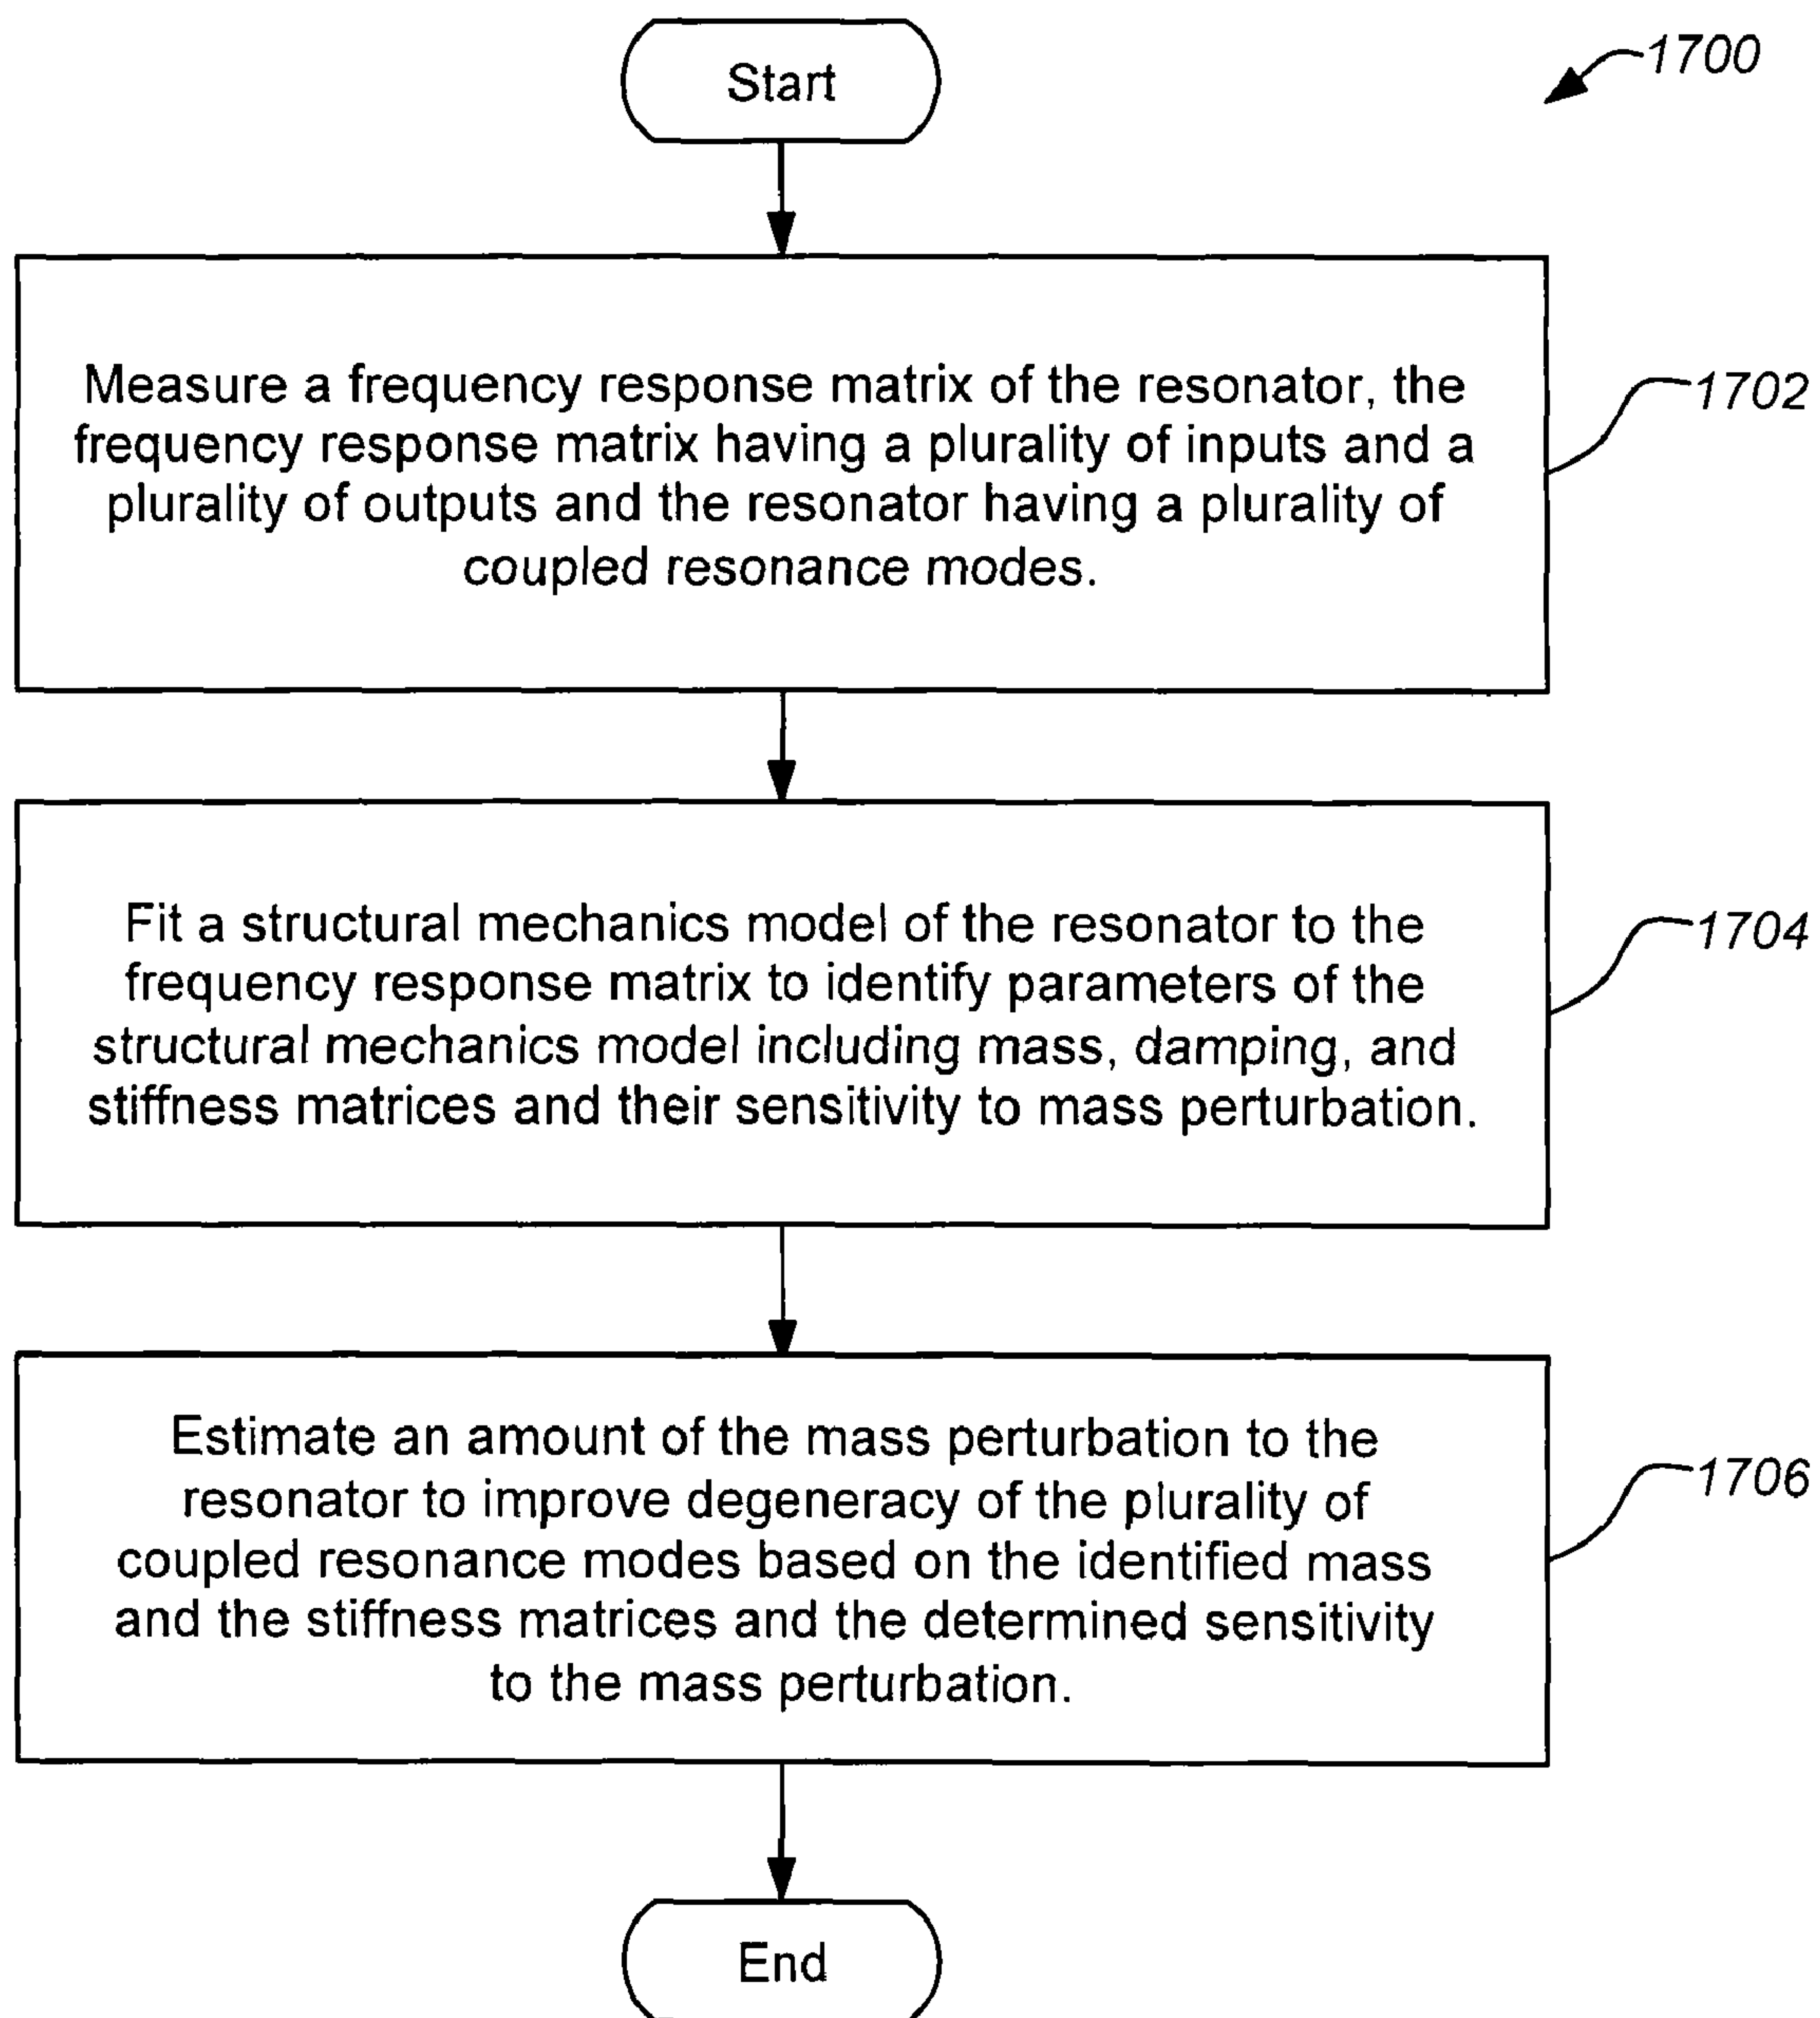 Start
1700
Measure a frequency response matrix of the resonator, the
frequency response matrix having a plurality of inputs and a
plurality of outputs and the resonator having a plurality of
coupled resonance modes.
1702
Fit a structural mechanics model of the resonator to the
frequency response matrix to identify parameters of the
structural mechanics model including mass, damping, and
stiffness matrices and their sensitivity to mass perturbation.
1704
Estimate an amount of the mass perturbation to the
resonator to improve degeneracy of the plurality of
coupled resonance modes based on the identified mass
and the stiffness matrices and the determined sensitivity
to the mass perturbation.
1706
End